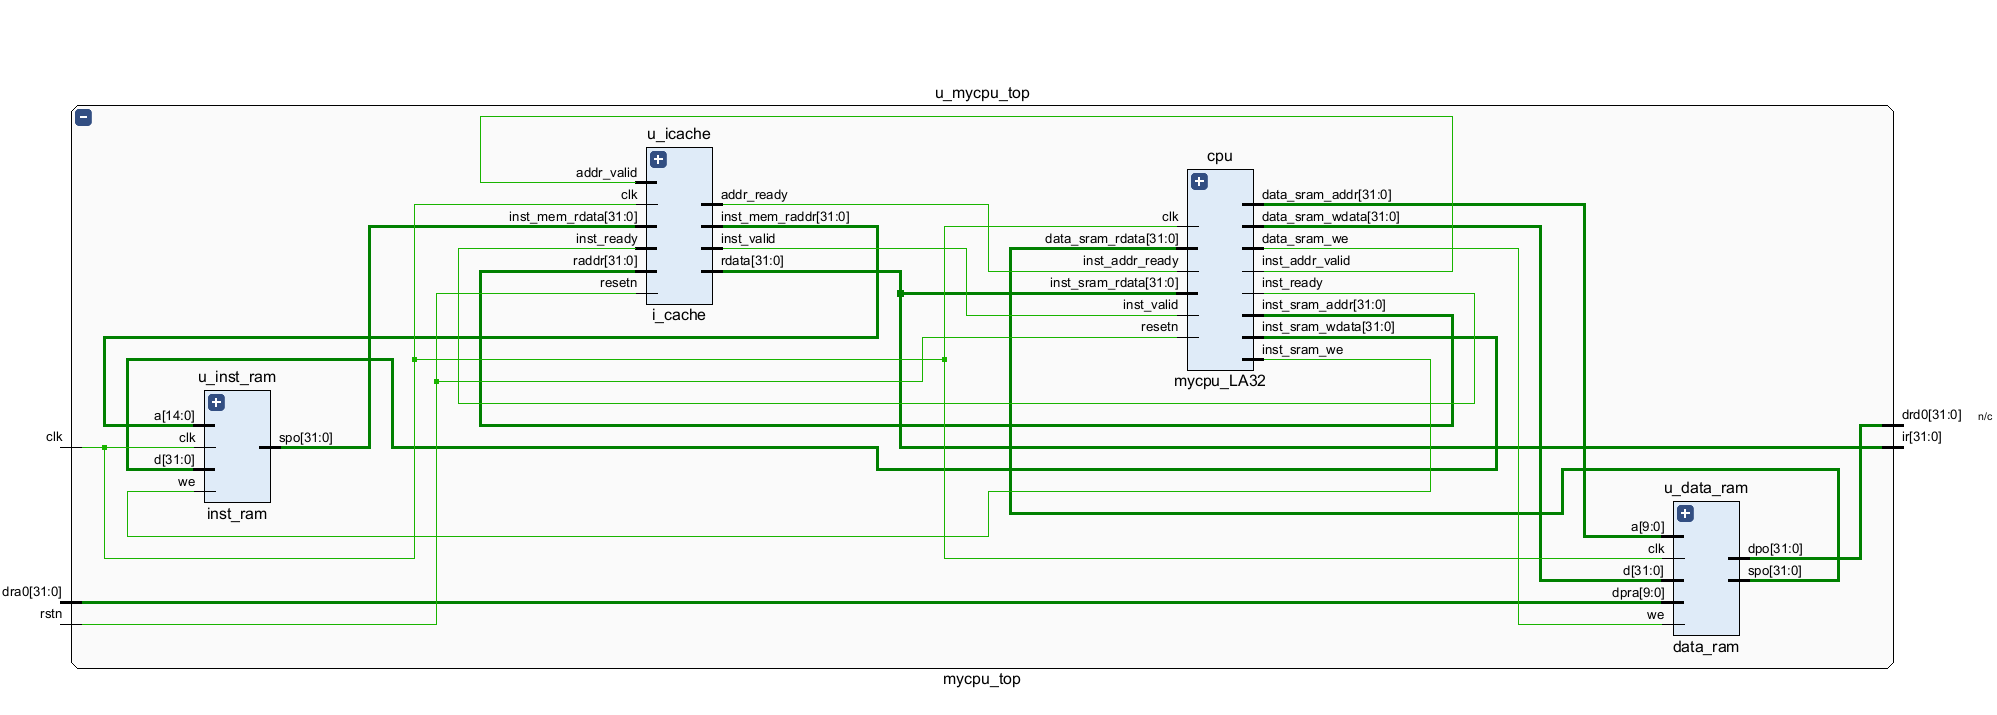 u_mycpu_top
u_icache
addr_valid
clk
inst_mem_rdata[31:0]
inst_ready
raddr[31:0]
resetn
addr_ready
inst_mem_raddr[31:0]
inst_valid
rdata[31:0]
i_cache
cpu
clk
data_sram_rdata[31:0]
inst_addr_ready
inst_sram_rdata[31:0]
inst_valid
resetn
data_sram_addr[31:0]
data_sram_wdata[31:0]
data_sram_we
inst_addr_valid
inst_ready
inst_sram_addr[31:0]
inst_sram_wdata[31:0]
inst_sram_we
mycpu_LA32
u_inst_ram
a[14:0]
clk
d[31:0]
we
spo[31:0]
inst_ram
clk
dra0[31:0]
rstn
drd0[31:0] n/c
ir[31:0]
u_data_ram
a[9:0]
clk
d[31:0]
dpra[9:0]
we
dpo[31:0]
spo[31:0]
data_ram
mycpu_top